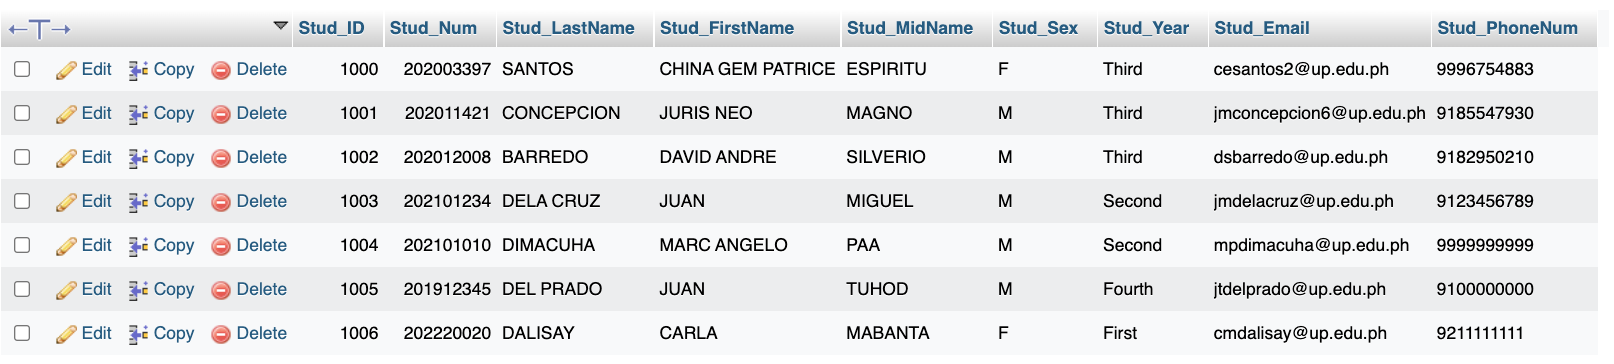 Stud_ID Stud_Num Stud_LastName Stud_FirstName Stud_MidName Stud_Sex Stud_Year Stud_Email Stud_PhoneNum
Edit Copy Delete 1000 202003397 SANTOS CHINA GEM PATRICE ESPIRITU F Third cesantos2@up.edu.ph 9996754883
Edit Copy Delete 1001 202011421 CONCEPCION JURIS NEO MAGNO M Third jmconcepcion6@up.edu.ph 9185547930
Edit Copy Delete 1002 202012008 BARREDO DAVID ANDRE SILVERIO M Third dsbarredo@up.edu.ph 9182950210
Edit Copy Delete 1003 202101234 DELA CRUZ JUAN MIGUEL M Second jmdelacruz@up.edu.ph 9123456789
Edit Copy Delete 1004 202101010 DIMACUHA MARC ANGELO PAA M Second mpdimacuha@up.edu.ph 9999999999
Edit Copy Delete 1005 201912345 DEL PRADO JUAN TUHOD M Fourth jtdelprado@up.edu.ph 9100000000
Edit Copy Delete 1006 202220020 DALISAY CARLA MABANTA F First cmdalisay@up.edu.ph 9211111111